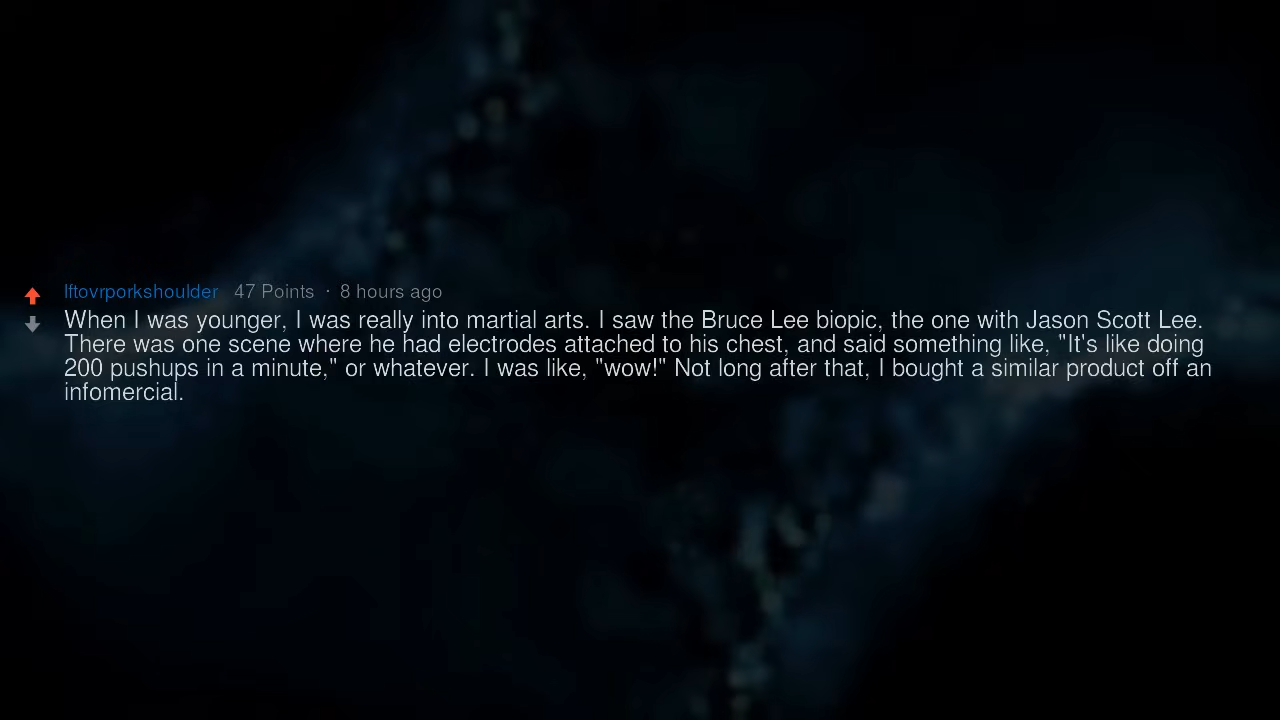 lftovrporkshoulder 47 Points · 8 hours ago
When I was younger, I was really into martial arts. I saw the Bruce Lee biopic, the one with Jason Scott Lee.
There was one scene where he had electrodes attached to his chest, and said something like, "It's like doing
200 pushups in a minute," or whatever. I was like, "wow!" Not long after that, I bought a similar product off an
infomercial.